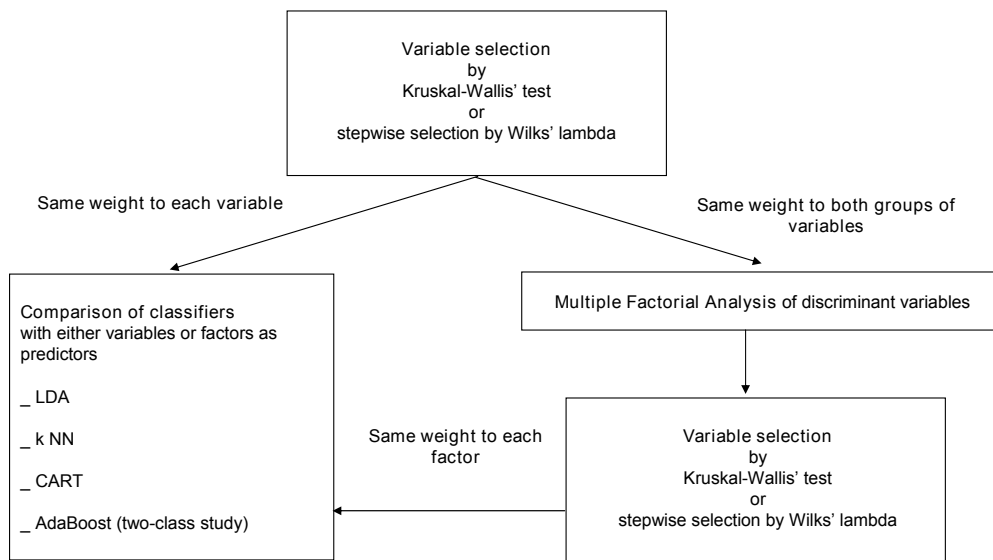 Variable selection
by
Kruskal-Wallis' test
or
stepwise selection by Wilks' lambda
Same weight to each variable
Same weight to both groups of
variables
Comparison of classifiers
with either variables or factors as
predictors
_ LDA
_ k NN
_ CART
_ AdaBoost (two-class study)
Multiple Factorial Analysis of discriminant variables
Same weight to each
factor
Variable selection
by
Kruskal-Wallis' test
or
stepwise selection by Wilks' lambda